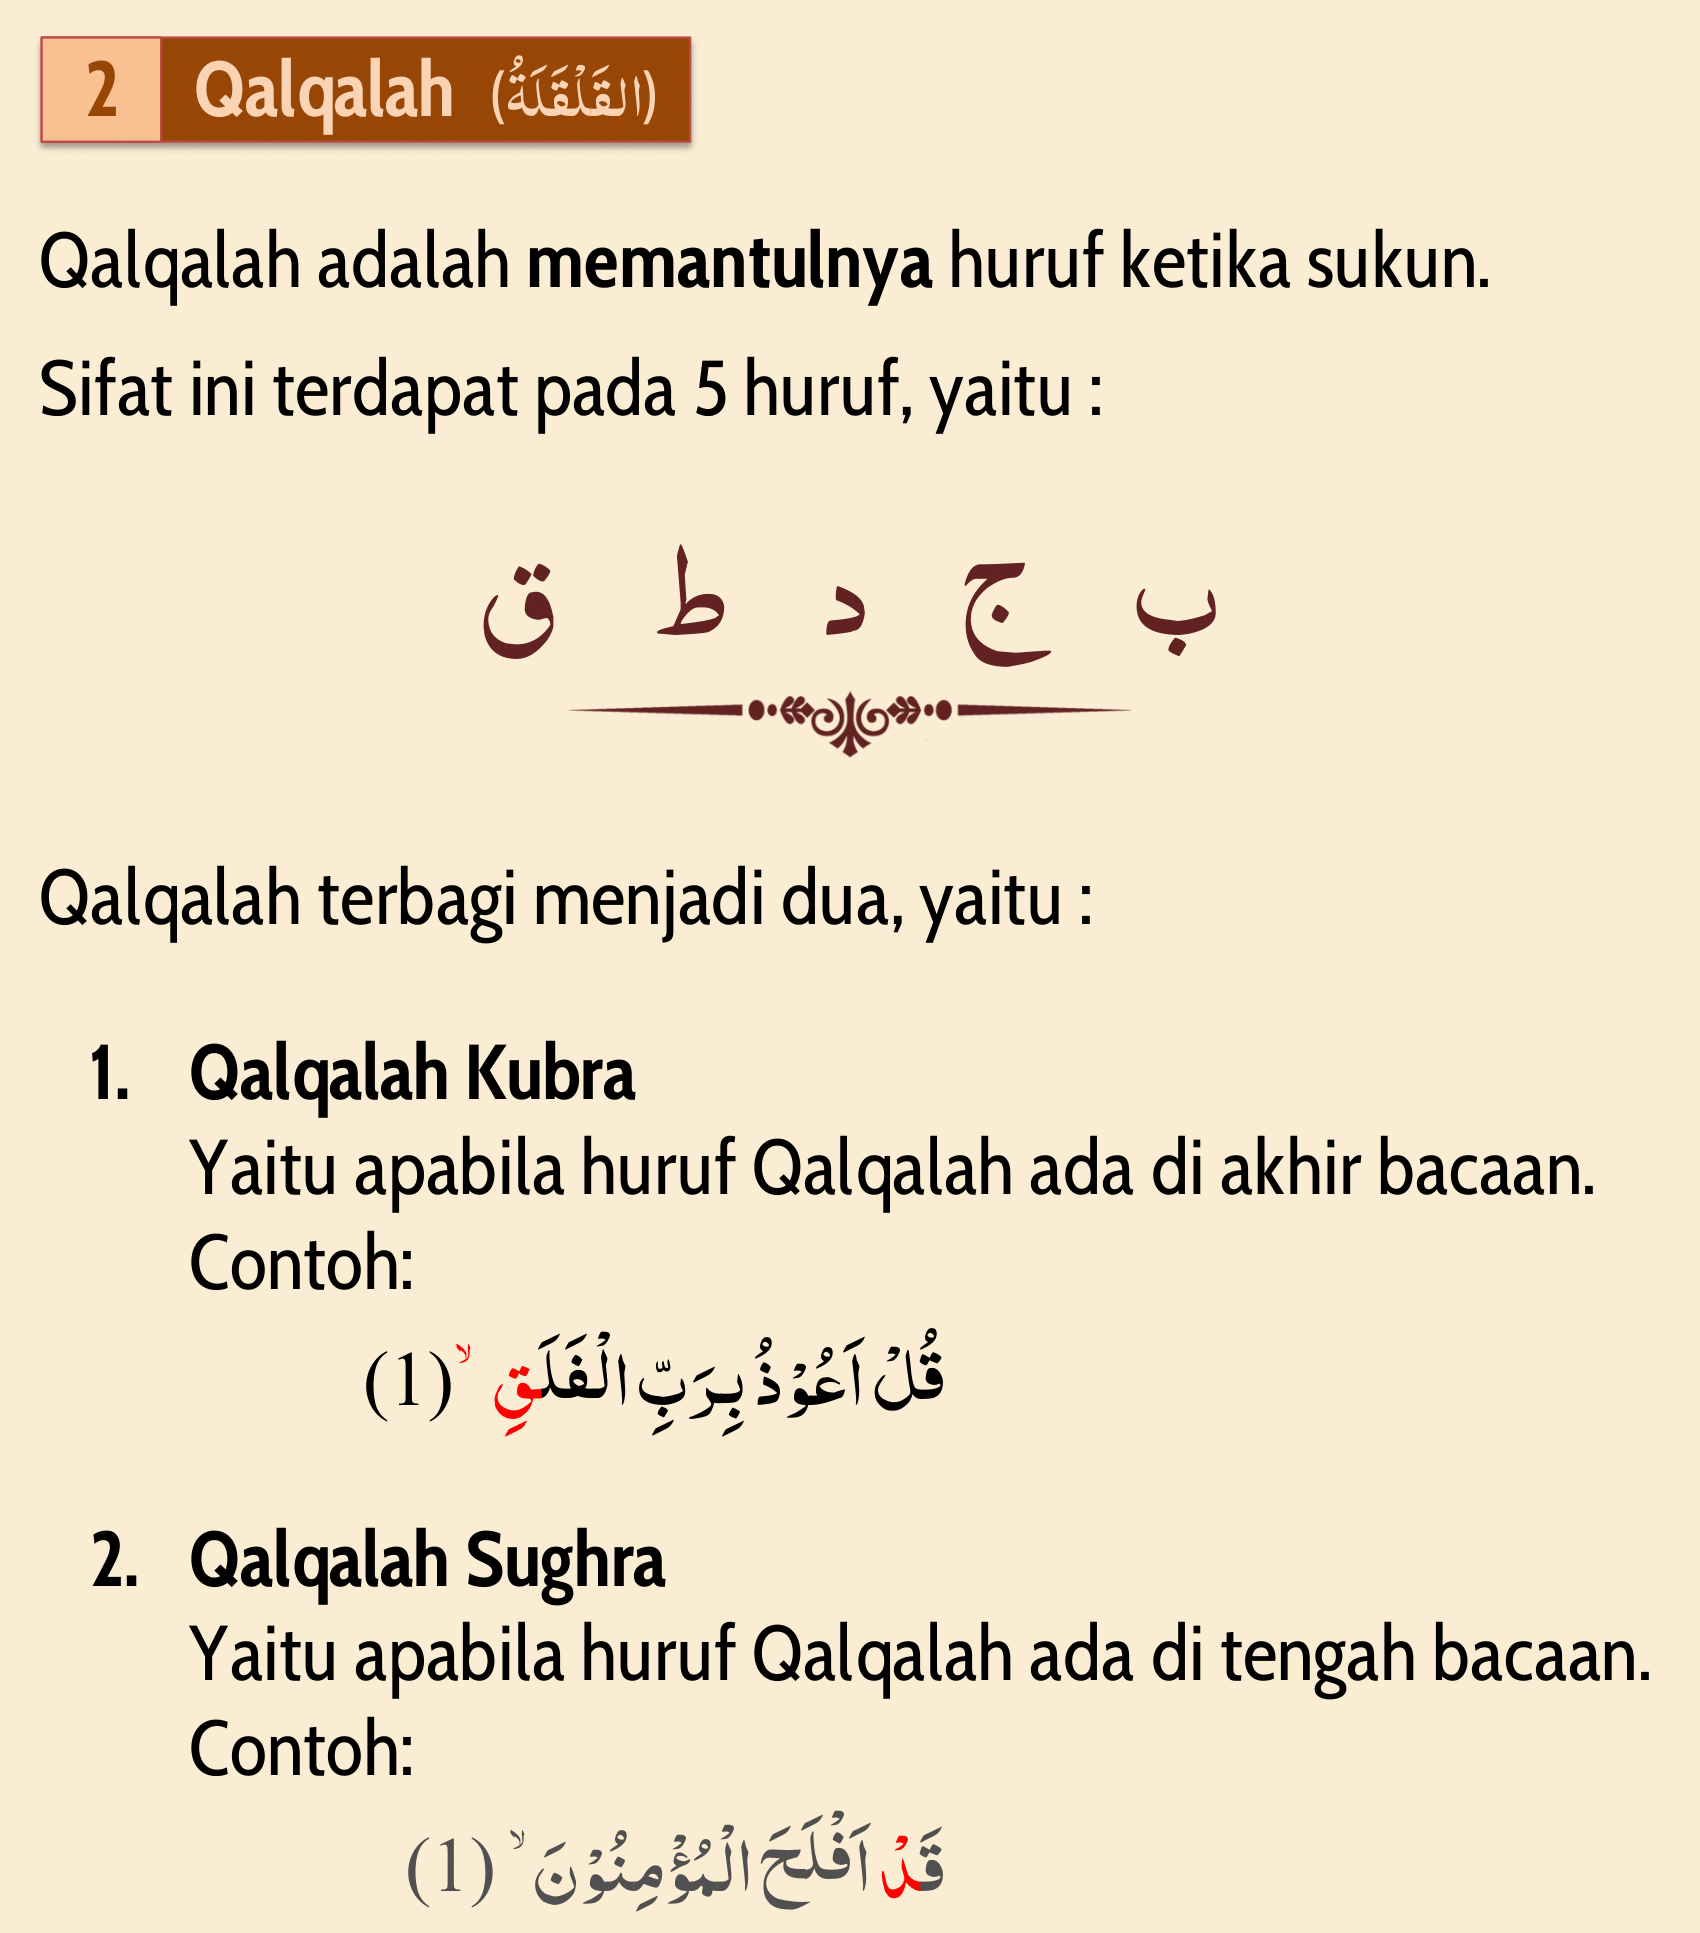 2 Qalqalah (القَلْقَلَةُ)
Qalqalah adalah memantulnya huruf ketika sukun.
Sifat ini terdapat pada 5 huruf, yaitu :
ب ج د ط ق
Qalqalah terbagi menjadi dua, yaitu :
1. Qalqalah Kubra
Yaitu apabila huruf Qalqalah ada di akhir bacaan.
Contoh:
قُلْ اَعُوْذُ بِرَبِّ الْفَلَقِ ۙ (1)
2. Qalqalah Sughra
Yaitu apabila huruf Qalqalah ada di tengah bacaan.
Contoh:
قَدْ اَفْلَحَ الْمُؤْمِنُوْنَ ۙ (1)